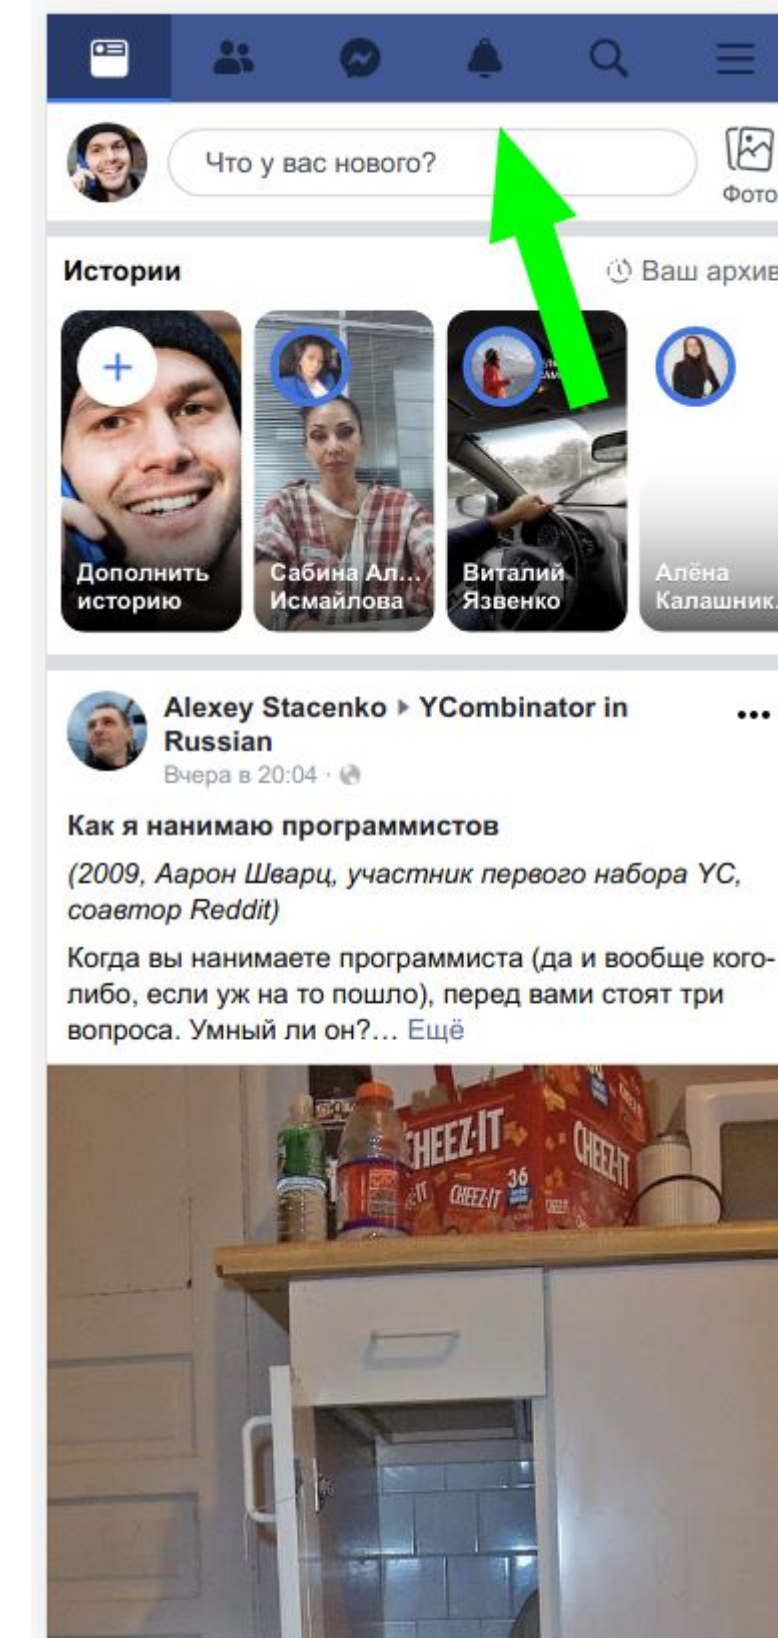 Что у вас нового?
Фото
Истории
Ваш архив
Дополнить
историю
Сабина Ал...
Исмайлова
Виталий
Язвенко
Алёна
Калашник.
Alexey Stacenko ▸ YCombinator in
Russian
Вчера в 20:04 ·
Как я нанимаю программистов
(2009, Аарон Шварц, участник первого набора YC,
соавтор Reddit)
Когда вы нанимаете программиста (да и вообще кого-
либо, если уж на то пошло), перед вами стоят три
вопроса. Умный ли он?... Ещё
CHEEZ-IT
CHEEZ-IT
36
CHEEZ-IT